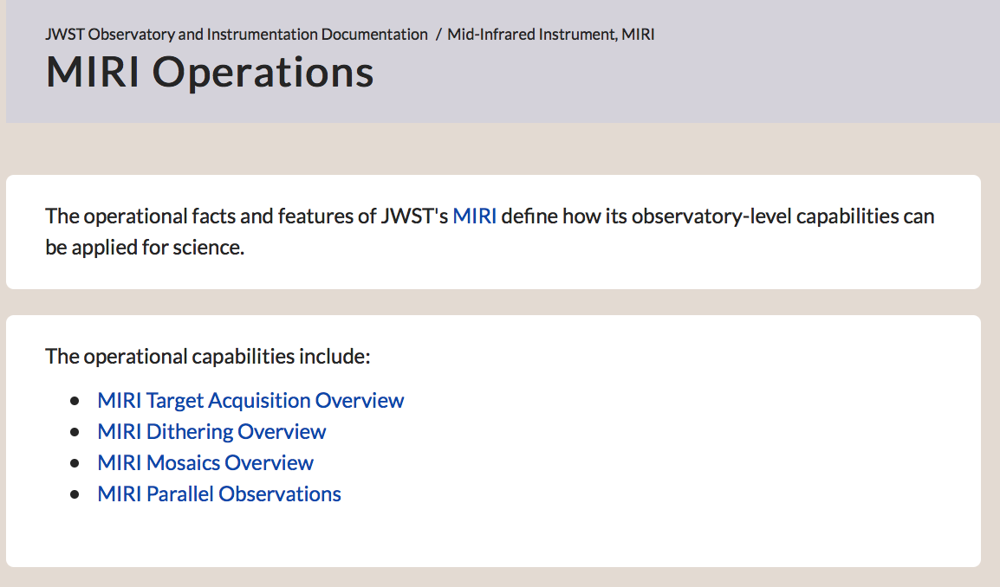 JWST Observatory and Instrumentation Documentation / Mid-Infrared Instrument, MIRI
MIRI Operations
The operational facts and features of JWST's MIRI define how its observatory-level capabilities can
be applied for science.
The operational capabilities include:
MIRI Target Acquisition Overview
MIRI Dithering Overview
MIRI Mosaics Overview
MIRI Parallel Observations